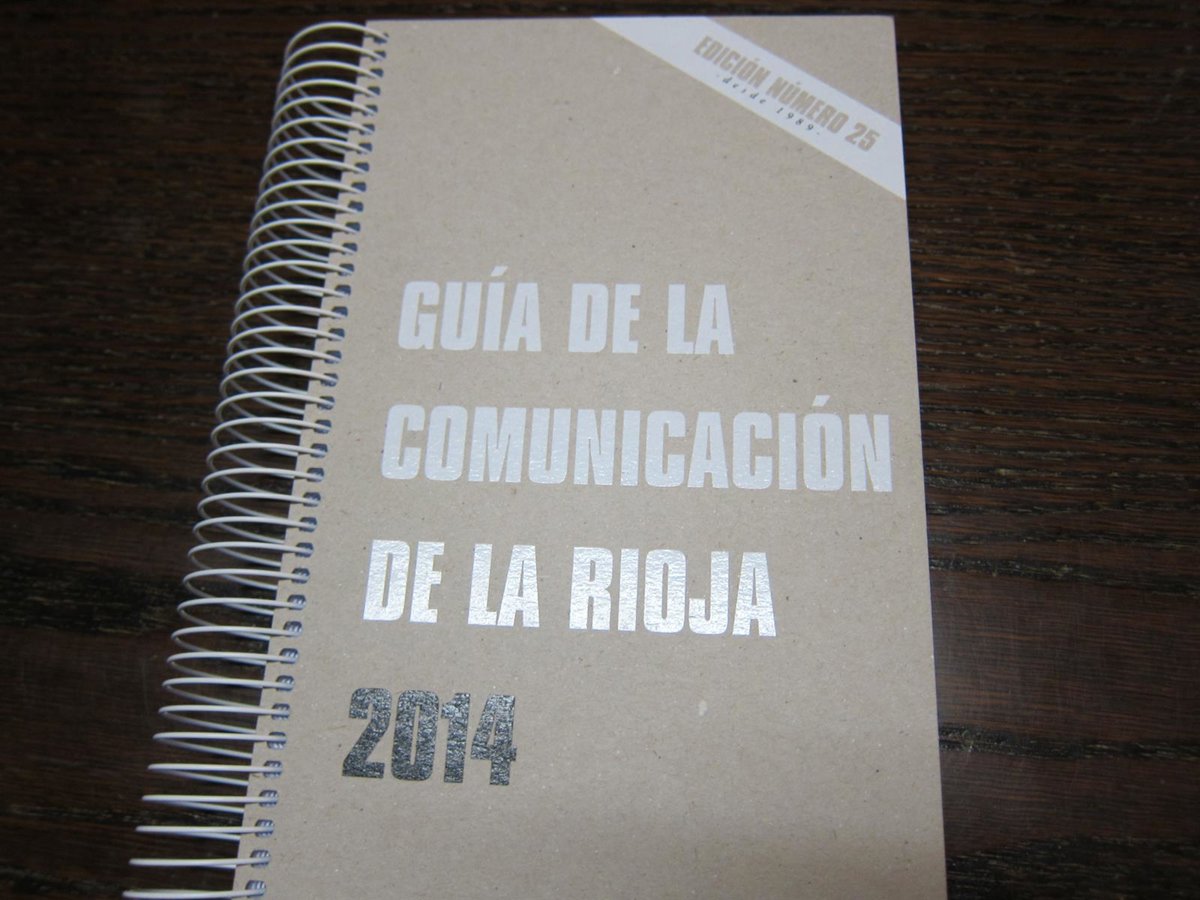 EDICIÓN NÚMERO 25
-desde 1989-
GUÍA DE LA
COMUNICACIÓN
DE LA RIOJA
2014